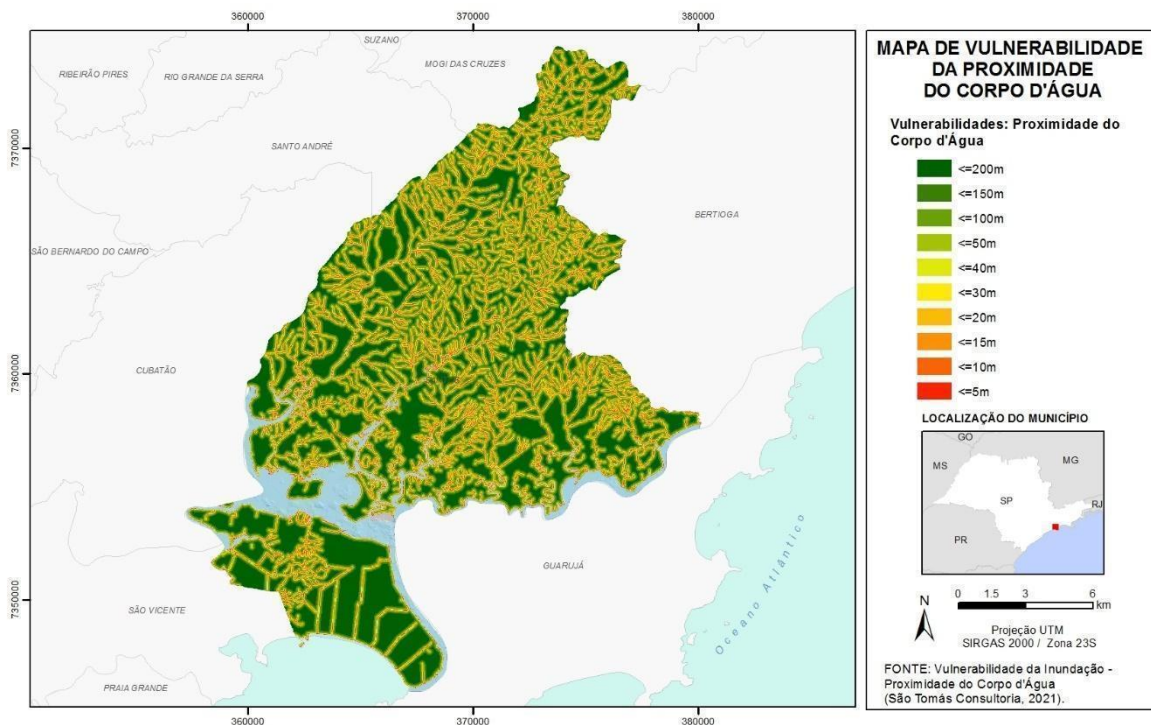 360000
370000
380000
SUZANO
MOGI DAS CRUZES
RIBEIRÃO PIRES
RIO GRANDE DA SERRA
7370000
SANTO ANDRÉ
BERTIOGA
SÃO BERNARDO DO CAMPO
7360000
CUBATÃO
GUARUJÁ
Oceano Atlântico
7350000
SÃO VICENTE
PRAIA GRANDE
360000
370000
380000
MAPA DE VULNERABILIDADE
DA PROXIMIDADE
DO CORPO D'ÁGUA
Vulnerabilidades: Proximidade do
Corpo d'Água
<=200m
<=150m
<=100m
<=50m
<=40m
<=30m
<=20m
<=15m
<=10m
<=5m
LOCALIZAÇÃO DO MUNICÍPIO
GO
MS
MG
SP
RJ
PR
N
0 1.5 3 6
km
Projeção UTM
SIRGAS 2000 / Zona 23S
FONTE: Vulnerabilidade da Inundação -
Proximidade do Corpo d'Água
(São Tomás Consultoria, 2021).